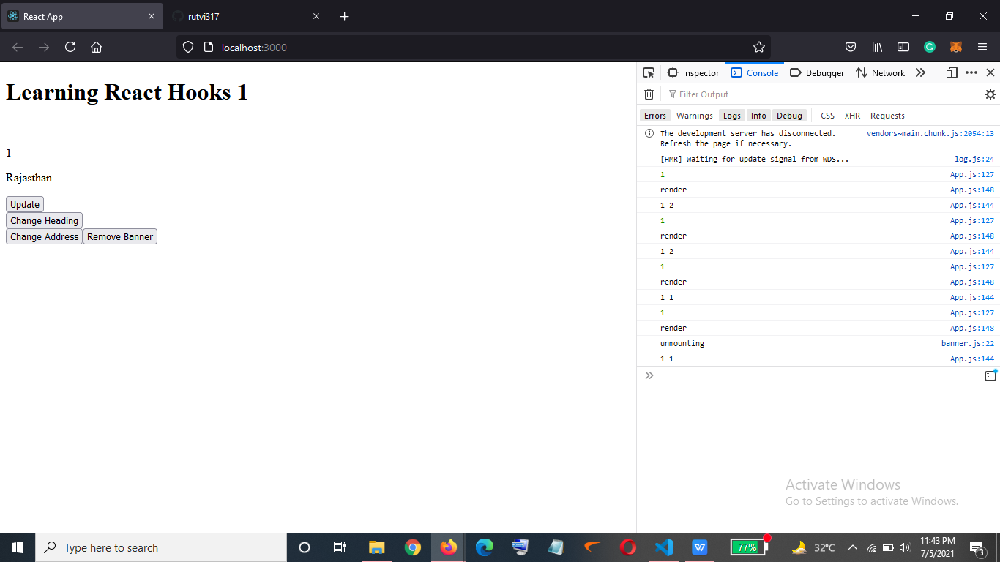 React App
rutvi317
localhost:3000
Learning React Hooks 1
1
Rajasthan
Update
Change Heading
Change Address Remove Banner
Inspector Console Debugger Network
Filter Output
Errors Warnings Logs Info Debug CSS XHR Requests
The development server has disconnected. vendors~main.chunk.js:2054:13
Refresh the page if necessary.
[HMR] Waiting for update signal from WDS... log.js:24
1 App.js:127
render App.js:148
1 2 App.js:144
1 App.js:127
render App.js:148
1 2 App.js:144
1 App.js:127
render App.js:148
1 1 App.js:144
1 App.js:127
render App.js:148
unmounting banner.js:22
1 1 App.js:144
Activate Windows
Go to Settings to activate Windows.
Type here to search
77%
32°C
11:43 PM
7/5/2021
3